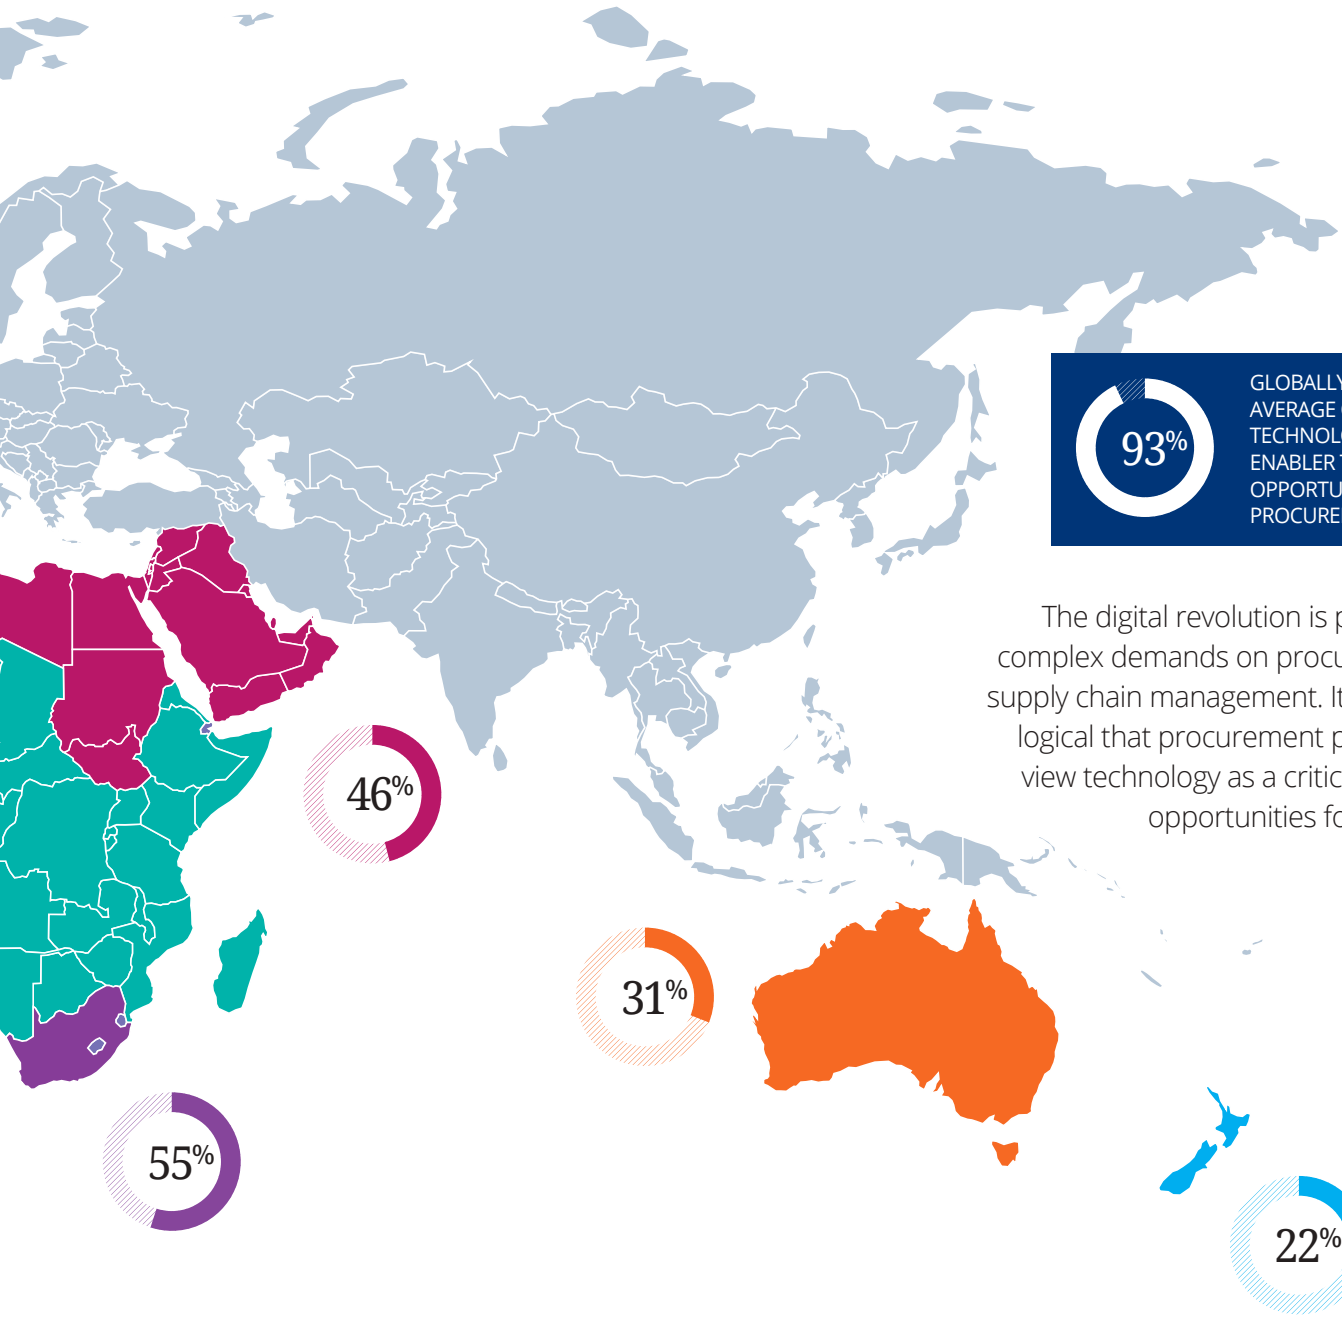 93%
GLOBALLY
AVERAGE
TECHNOL
ENABLER
OPPORTU
PROCURE
The digital revolution is
complex demands on procu
supply chain management. It
logical that procurement p
view technology as a critic
opportunities fo
46%
31%
55%
22%